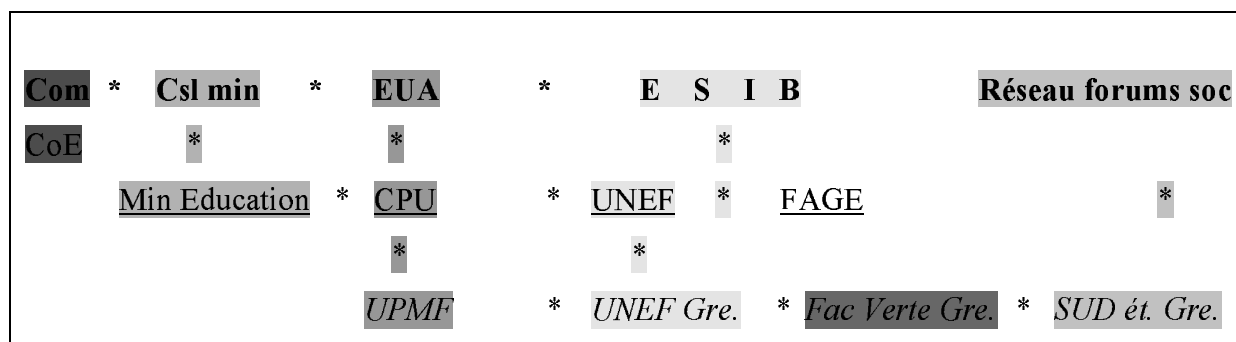 Com * Csl min * EUA * E S I B Réseau forums soc
CoE * * *
Min Education * CPU * UNEF * FAGE *
* *
UPMF * UNEF Gre. * Fac Verte Gre. * SUD ét. Gre.